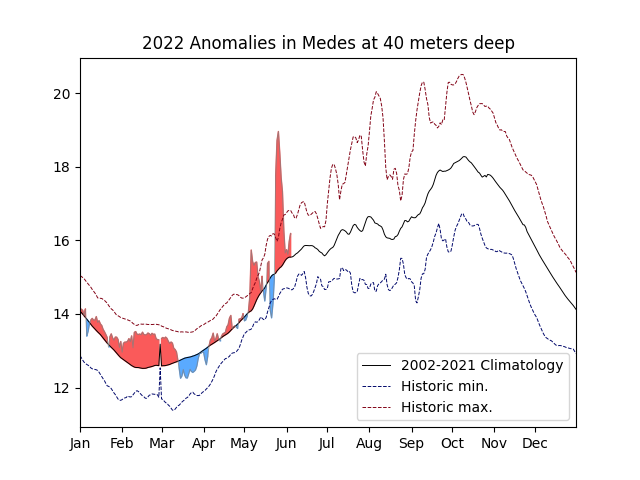 2022 Anomalies in Medes at 40 meters deep
20
18
16
14
12
Jan Feb Mar Apr May Jun Jul Aug Sep Oct Nov Dec
2002-2021 Climatology
Historic min.
Historic max.